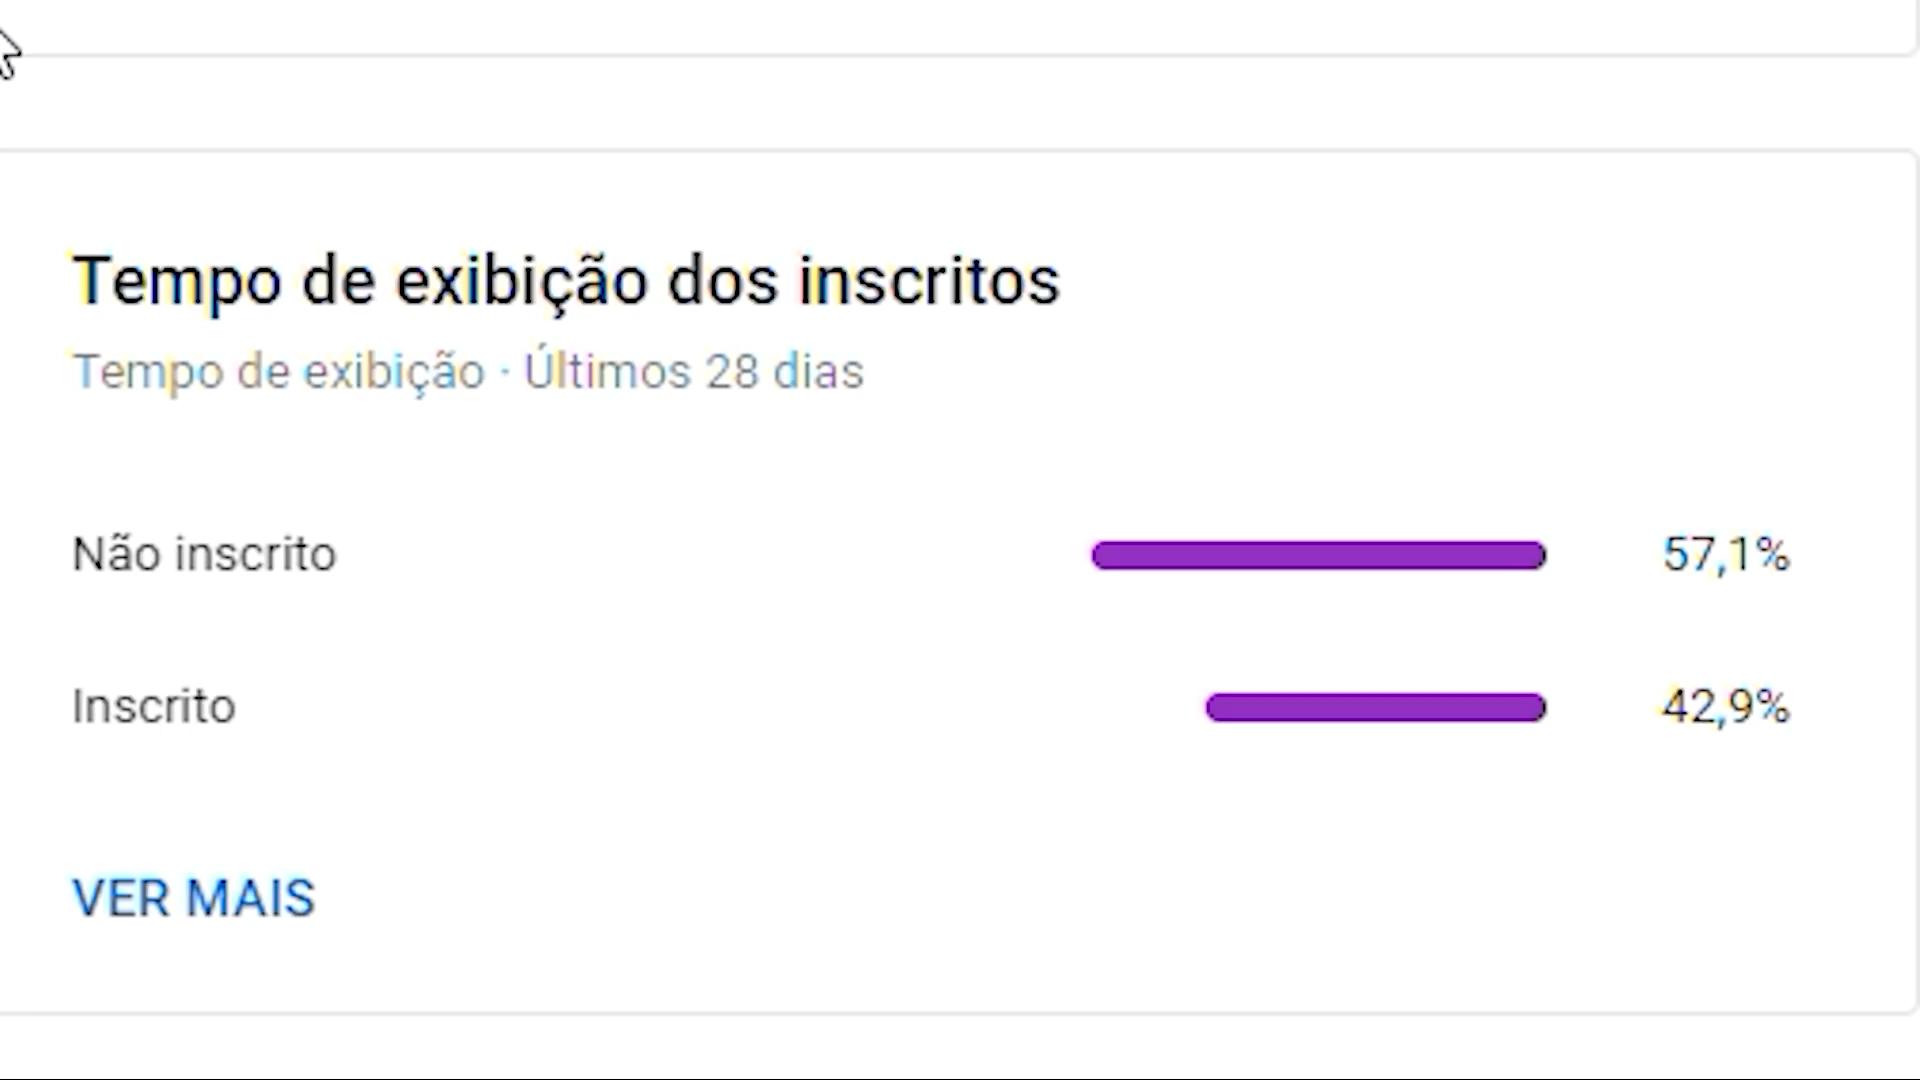 Tempo de exibição dos inscritos
Tempo de exibição · Últimos 28 dias
Não inscrito 57,1%
Inscrito 42,9%
VER MAIS